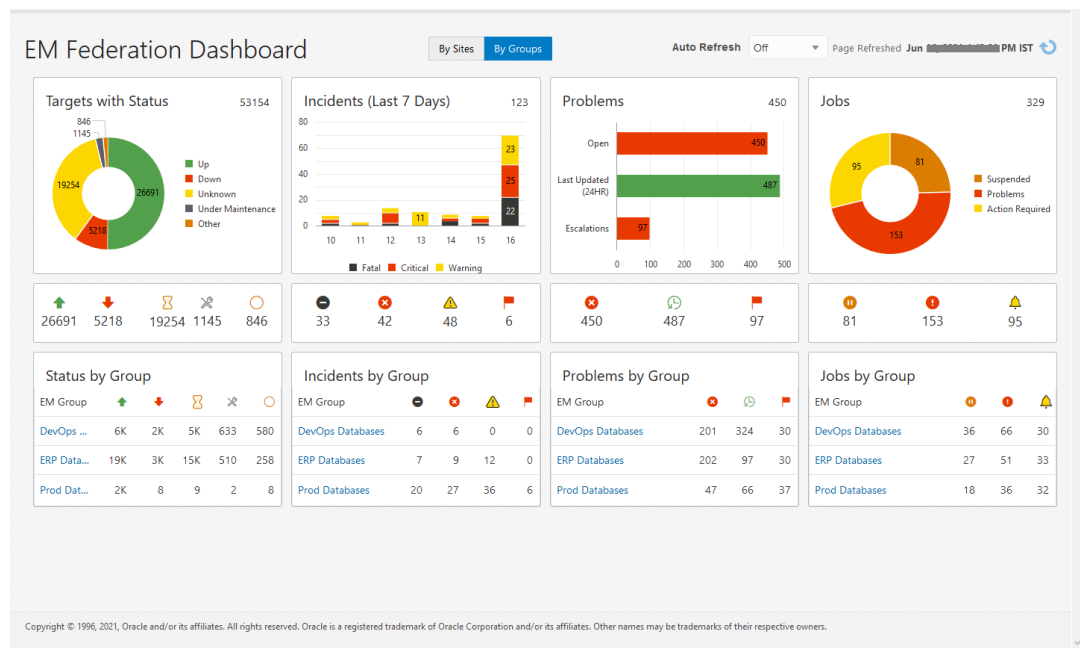 EM Federation Dashboard
By Sites By Groups
Auto Refresh Off Page Refreshed Jun PM IST
Targets with Status 53154
846
1145
19254
26691
5218
Up
Down
Unknown
Under Maintenance
Other
Incidents (Last 7 Days) 123
80
60
40
20
0
11
23
25
22
10 11 12 13 14 15 16
Fatal Critical Warning
Problems 450
Open 450
Last Updated (24HR) 487
Escalations 97
0 100 200 300 400 500
Jobs 329
95
81
153
Suspended
Problems
Action Required
26691 5218 19254 1145 846
33 42 48 6
450 487 97
81 153 95
Status by Group
EM Group
DevOps ... 6K 2K 5K 633 580
ERP Data... 19K 3K 15K 510 258
Prod Dat... 2K 8 9 2 8
Incidents by Group
EM Group
DevOps Databases 6 6 0 0
ERP Databases 7 9 12 0
Prod Databases 20 27 36 6
Problems by Group
EM Group
DevOps Databases 201 324 30
ERP Databases 202 97 30
Prod Databases 47 66 37
Jobs by Group
EM Group
DevOps Databases 36 66 30
ERP Databases 27 51 33
Prod Databases 18 36 32
Copyright © 1996, 2021, Oracle and/or its affiliates. All rights reserved. Oracle is a registered trademark of Oracle Corporation and/or its affiliates. Other names may be trademarks of their respective owners.